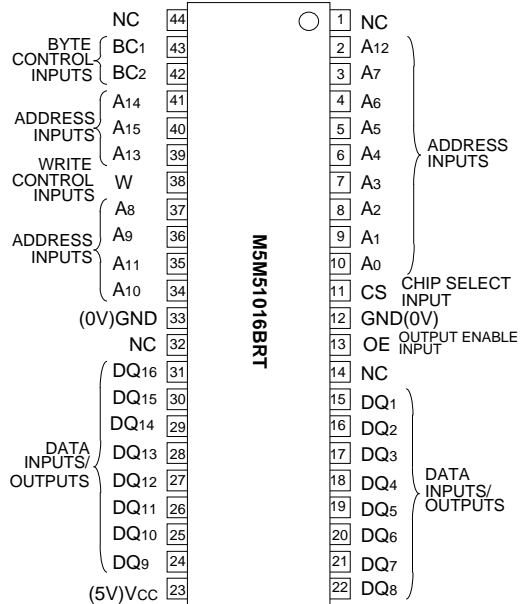 NC 44
BYTE CONTROL INPUTS
BC1 43
BC2 42
ADDRESS INPUTS
A14 41
A15 40
A13 39
WRITE CONTROL INPUTS
W 38
ADDRESS INPUTS
A8 37
A9 36
A11 35
A10 34
(0V)GND 33
NC 32
DATA INPUTS/ OUTPUTS
DQ16 31
DQ15 30
DQ14 29
DQ13 28
DQ12 27
DQ11 26
DQ10 25
DQ9 24
(5V)VCC 23
M5M51016BRT
1 NC
2 A12
3 A7
4 A6
5 A5
6 A4
7 A3
8 A2
9 A1
10 A0
ADDRESS INPUTS
11 CS CHIP SELECT INPUT
12 GND(0V)
13 OE OUTPUT ENABLE INPUT
14 NC
15 DQ1
16 DQ2
17 DQ3
18 DQ4
19 DQ5
20 DQ6
21 DQ7
22 DQ8
DATA INPUTS/ OUTPUTS